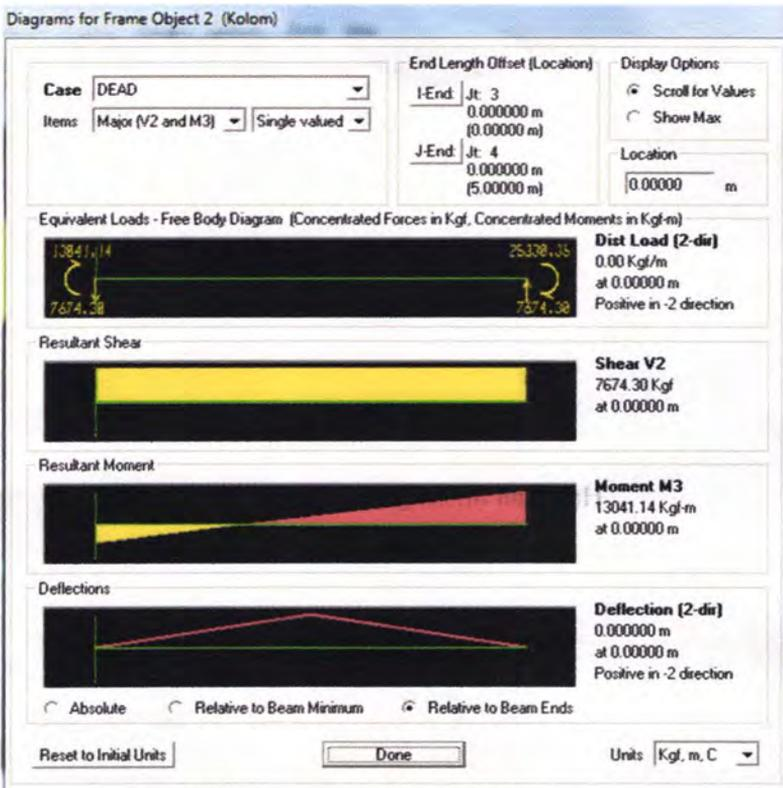 Diagrams for Frame Object 2 (Kolom)
Case DEAD
Items Major (V2 and M3) Single valued
End Length Offset (Location)
I-End: Jt: 3
0.000000 m
(0.00000 m)
J-End: Jt: 4
0.000000 m
(5.00000 m)
Display Options
Scroll for Values
Show Max
Location
0.00000 m
Equivalent Loads - Free Body Diagram (Concentrated Forces in Kgf, Concentrated Moments in Kgf-m)
13041.14
25330.35
7674.30
7674.30
Dist Load (2-dir)
0.00 Kgf/m
at 0.00000 m
Positive in -2 direction
Resultant Shear
Shear V2
7674.30 Kgf
at 0.00000 m
Resultant Moment
Moment M3
13041.14 Kgf-m
at 0.00000 m
Deflections
Deflection (2-dir)
0.000000 m
at 0.00000 m
Positive in -2 direction
Absolute Relative to Beam Minimum Relative to Beam Ends
Reset to Initial Units Done Units Kgf, m, C